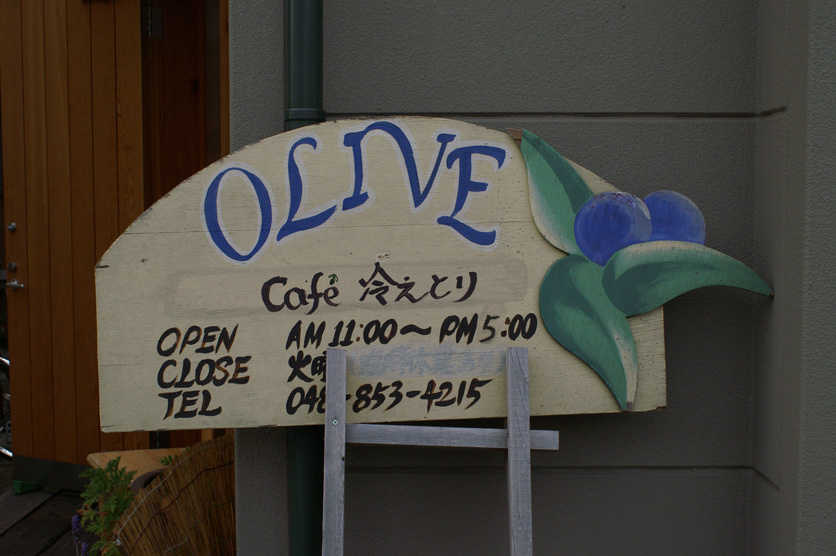 OLIVE
Café 冷えとり
OPEN AM 11:00～PM 5:00
CLOSE 火曜
TEL 048-853-4215